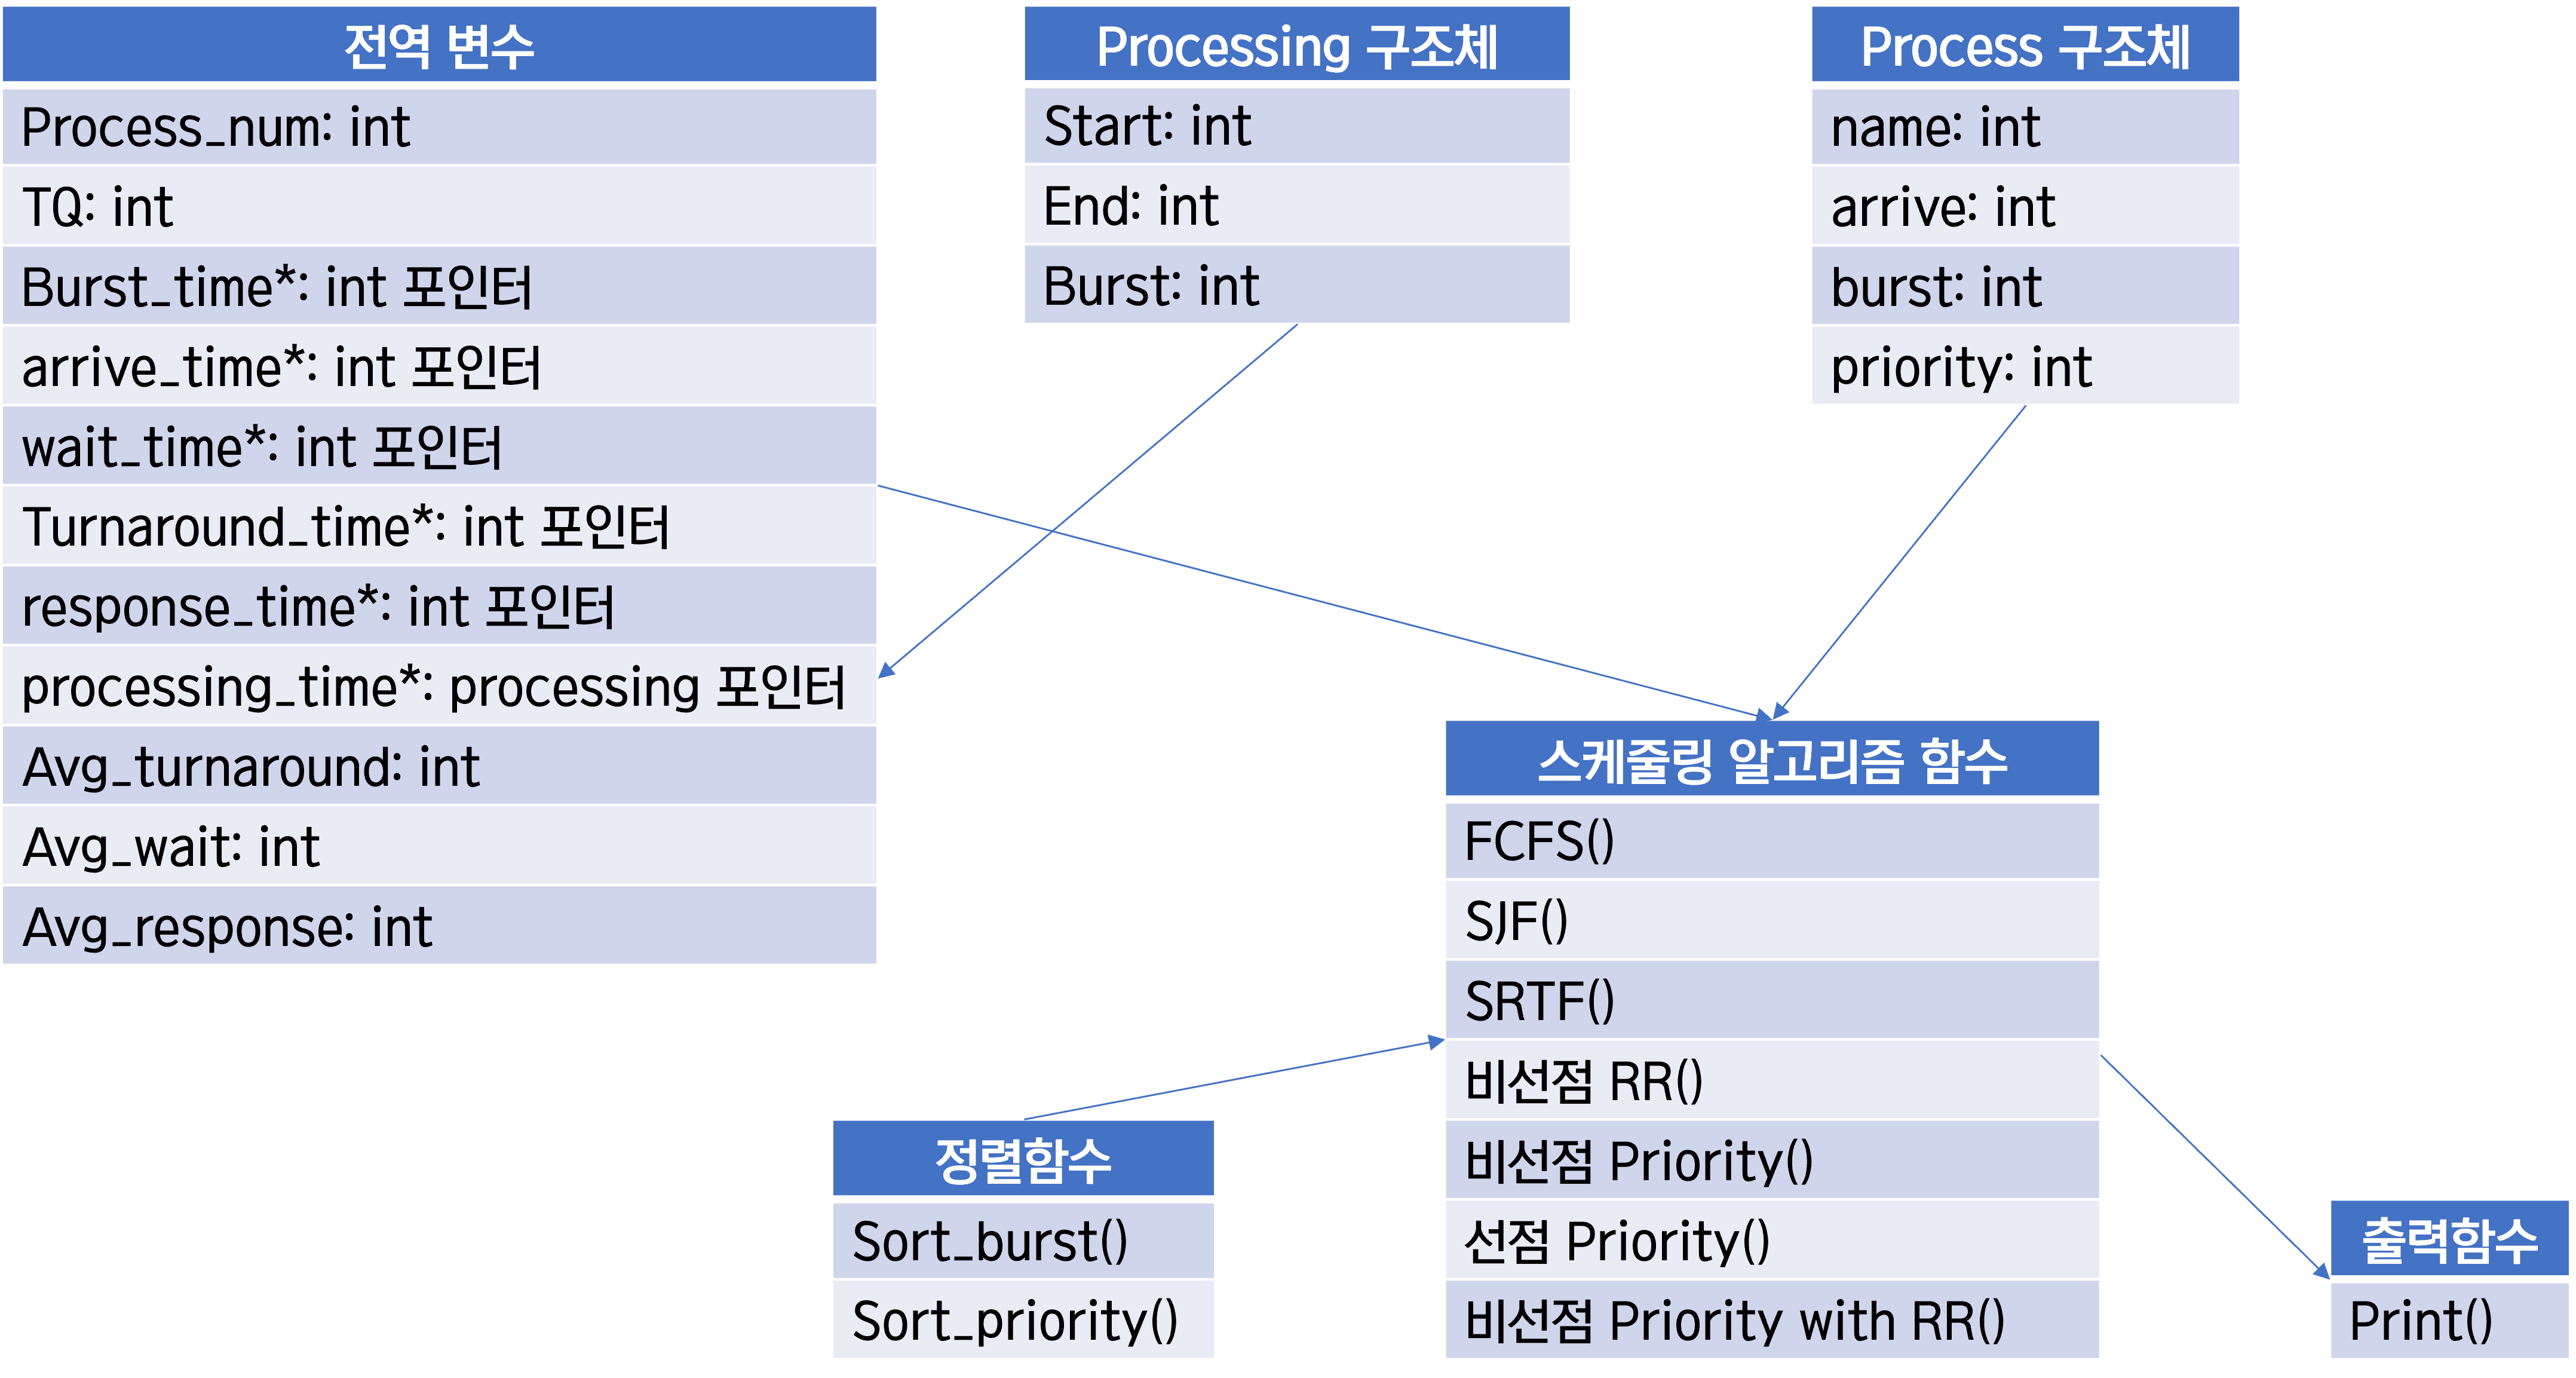 전역 변수
Process_num: int
TQ: int
Burst_time*: int 포인터
arrive_time*: int 포인터
wait_time*: int 포인터
Turnaround_time*: int 포인터
response_time*: int 포인터
processing_time*: processing 포인터
Avg_turnaround: int
Avg_wait: int
Avg_response: int
Processing 구조체
Start: int
End: int
Burst: int
Process 구조체
name: int
arrive: int
burst: int
priority: int
스케줄링 알고리즘 함수
FCFS()
SJF()
SRTF()
비선점 RR()
비선점 Priority()
선점 Priority()
비선점 Priority with RR()
정렬함수
Sort_burst()
Sort_priority()
출력함수
Print()